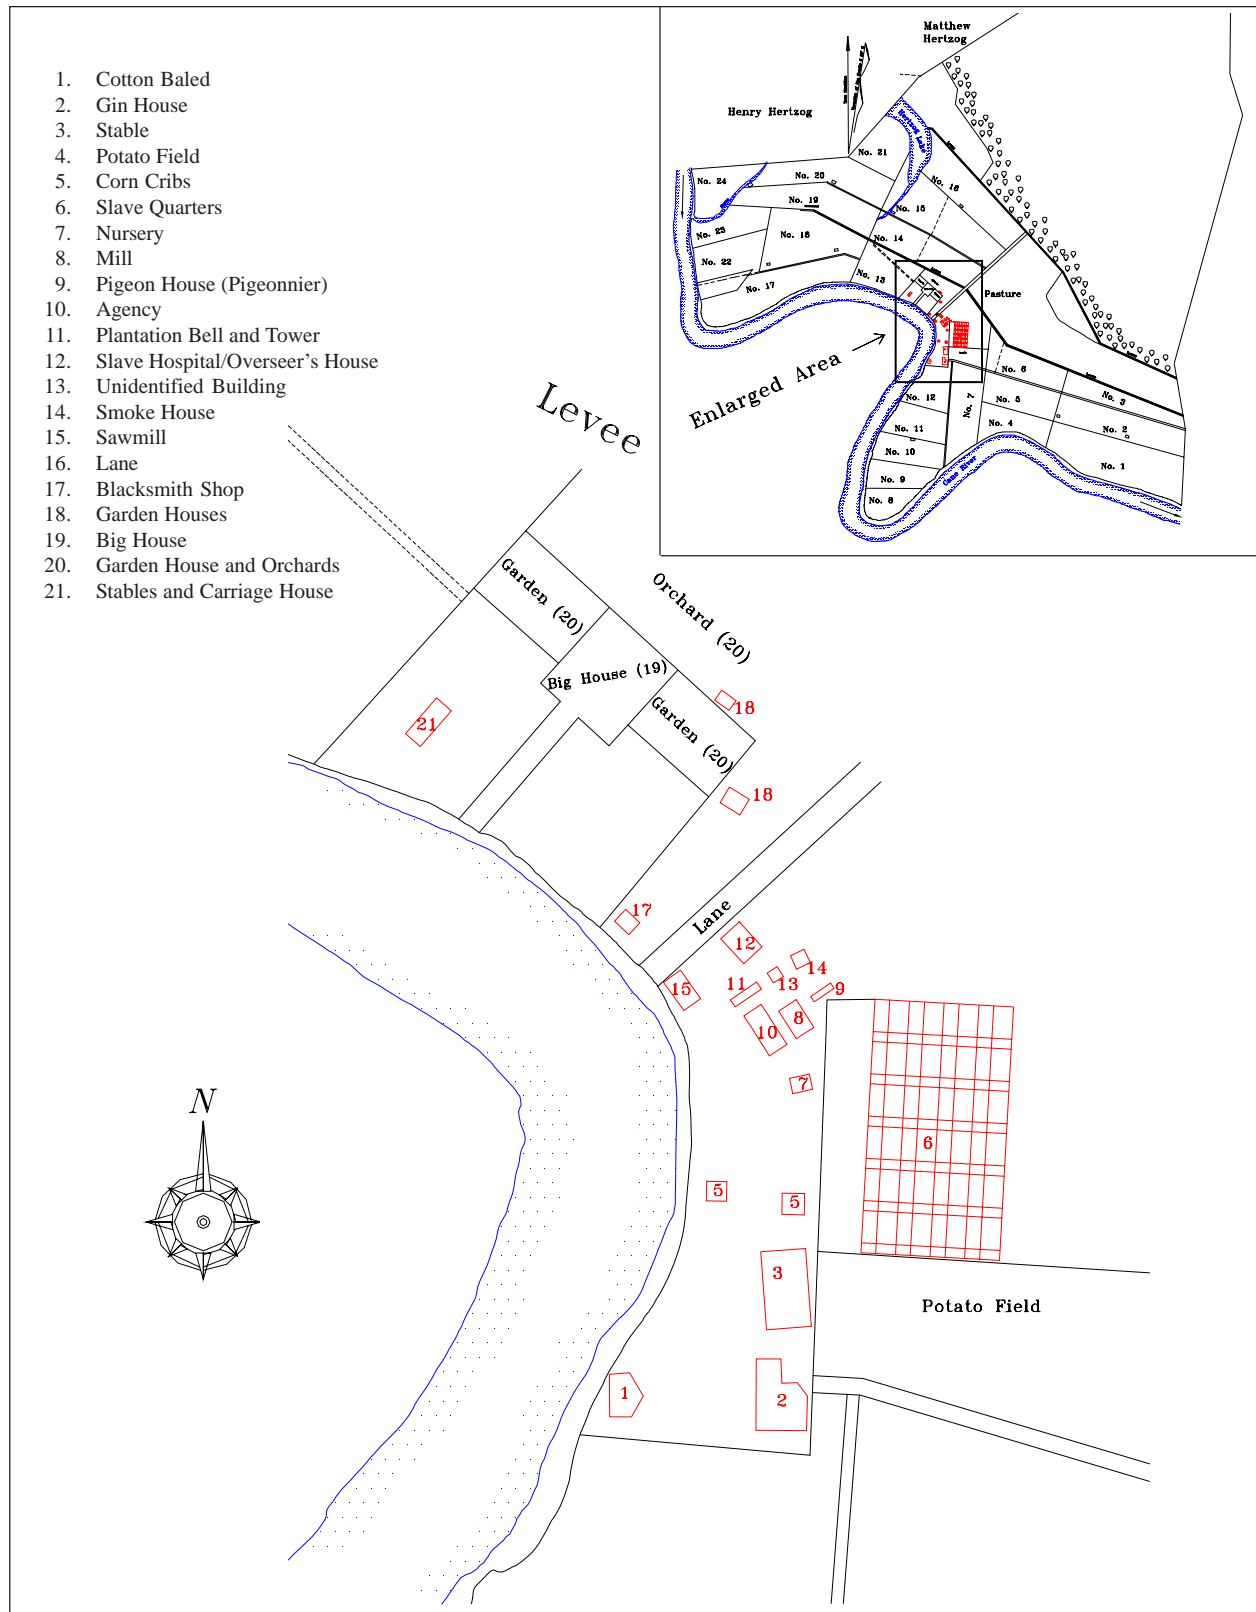 1. Cotton Baled
2. Gin House
3. Stable
4. Potato Field
5. Corn Cribs
6. Slave Quarters
7. Nursery
8. Mill
9. Pigeon House (Pigeonnier)
10. Agency
11. Plantation Bell and Tower
12. Slave Hospital/Overseer's House
13. Unidentified Building
14. Smoke House
15. Sawmill
16. Lane
17. Blacksmith Shop
18. Garden Houses
19. Big House
20. Garden House and Orchards
21. Stables and Carriage House
Matthew
Hertzog
Henry Hertzog
Hertzog Lake
No. 21
No. 24
No. 20
No. 16
No. 19
No. 15
No. 23
No. 18
No. 14
No. 22
No. 17
No. 13
Pasture
Enlarged Area
No. 6
No. 3
No. 12
No. 7
No. 5
No. 11
No. 4
No. 2
No. 10
No. 1
No. 9
Cane River
No. 8
Levee
Garden (20)
Orchard (20)
Big House (19)
18
21
Garden (20)
18
17
Lane
12
14
13
11
15
9
8
10
7
6
5
5
3
Potato Field
1
2
N